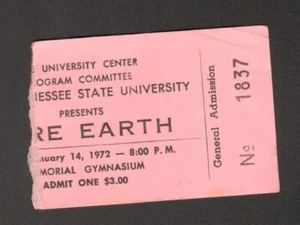 UNIVERSITY CENTER
OGRAM COMMITTEE
NESSEE STATE UNIVERSITY
PRESENTS
RE EARTH
nuary 14, 1972 — 8:00 P. M.
MORIAL GYMNASIUM
ADMIT ONE $3.00
General Admission
No 1837